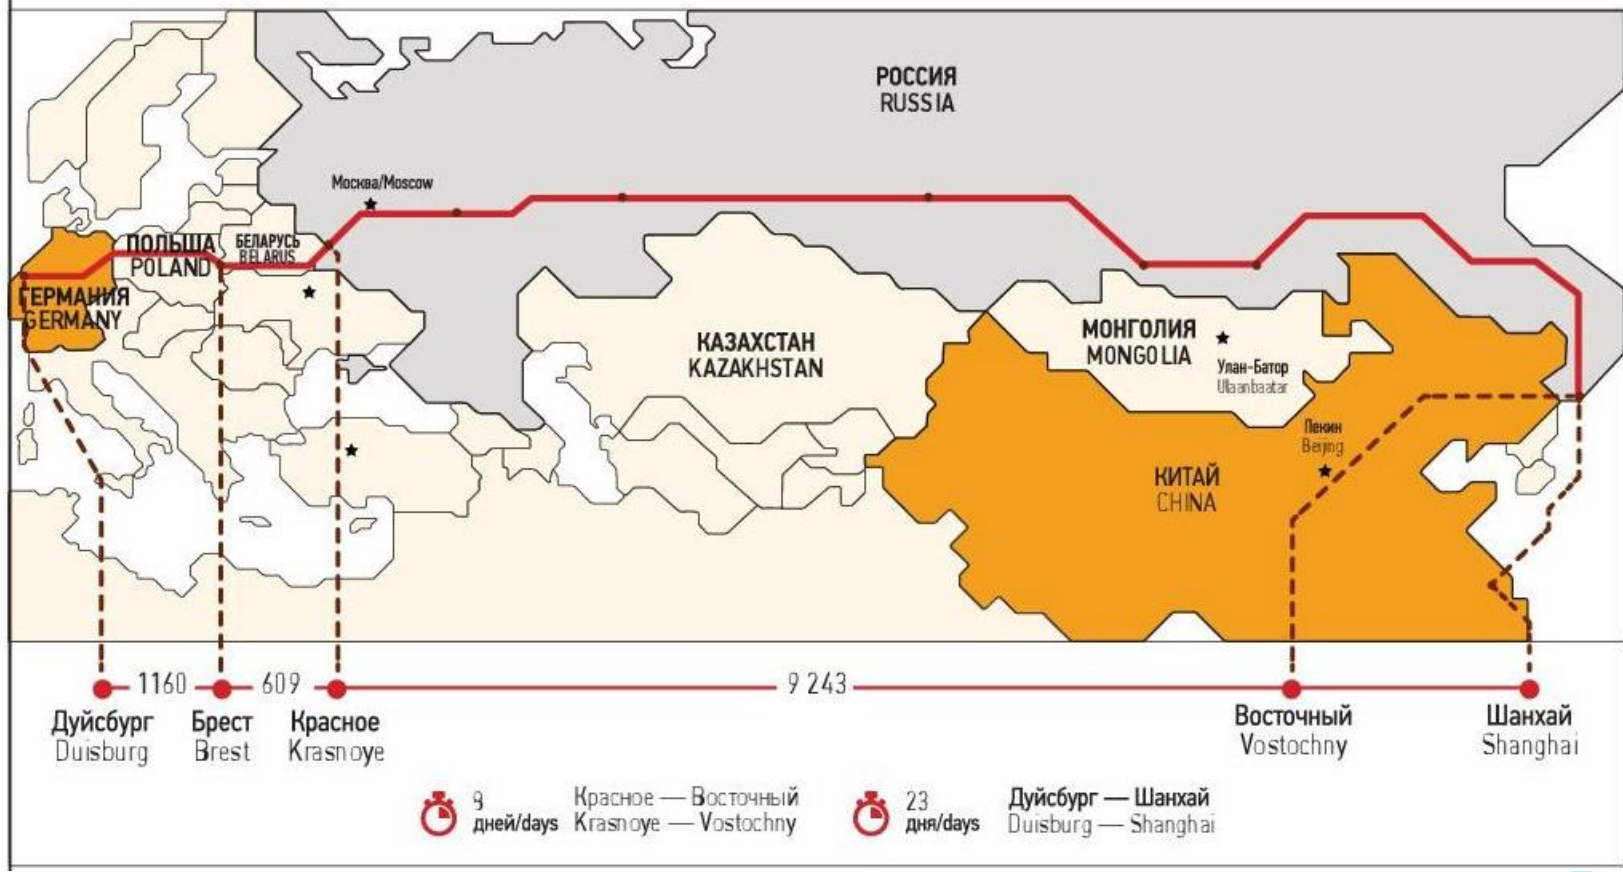 РОССИЯ
RUSSIA
Москва/Moscow
ПОЛЬША
POLAND
БЕЛАРУСЬ
BELARUS
ГЕРМАНИЯ
GERMANY
КАЗАХСТАН
KAZAKHSTAN
МОНГОЛИЯ
MONGOLIA
Улан-Батор
Ulaanbaatar
Пекин
Beijing
КИТАЙ
CHINA
1160
609
9 243
Дуйсбург
Duisburg
Брест
Brest
Красное
Krasnoye
Восточный
Vostochny
Шанхай
Shanghai
9
дней/days
Красное — Восточный
Krasnoye — Vostochny
23
дня/days
Дуйсбург — Шанхай
Duisburg — Shanghai